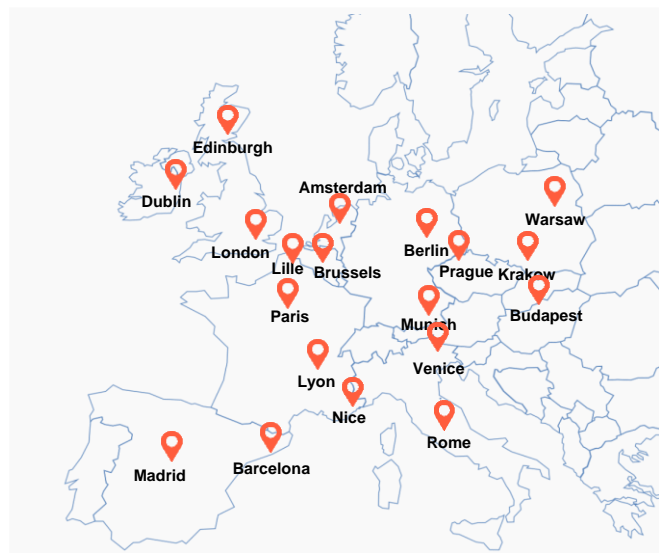 Edinburgh
Amsterdam
Dublin
Warsaw
London
Berlin
Prague
Krakow
Lille
Brussels
Paris
Budapest
Munich
Venice
Lyon
Nice
Rome
Barcelona
Madrid